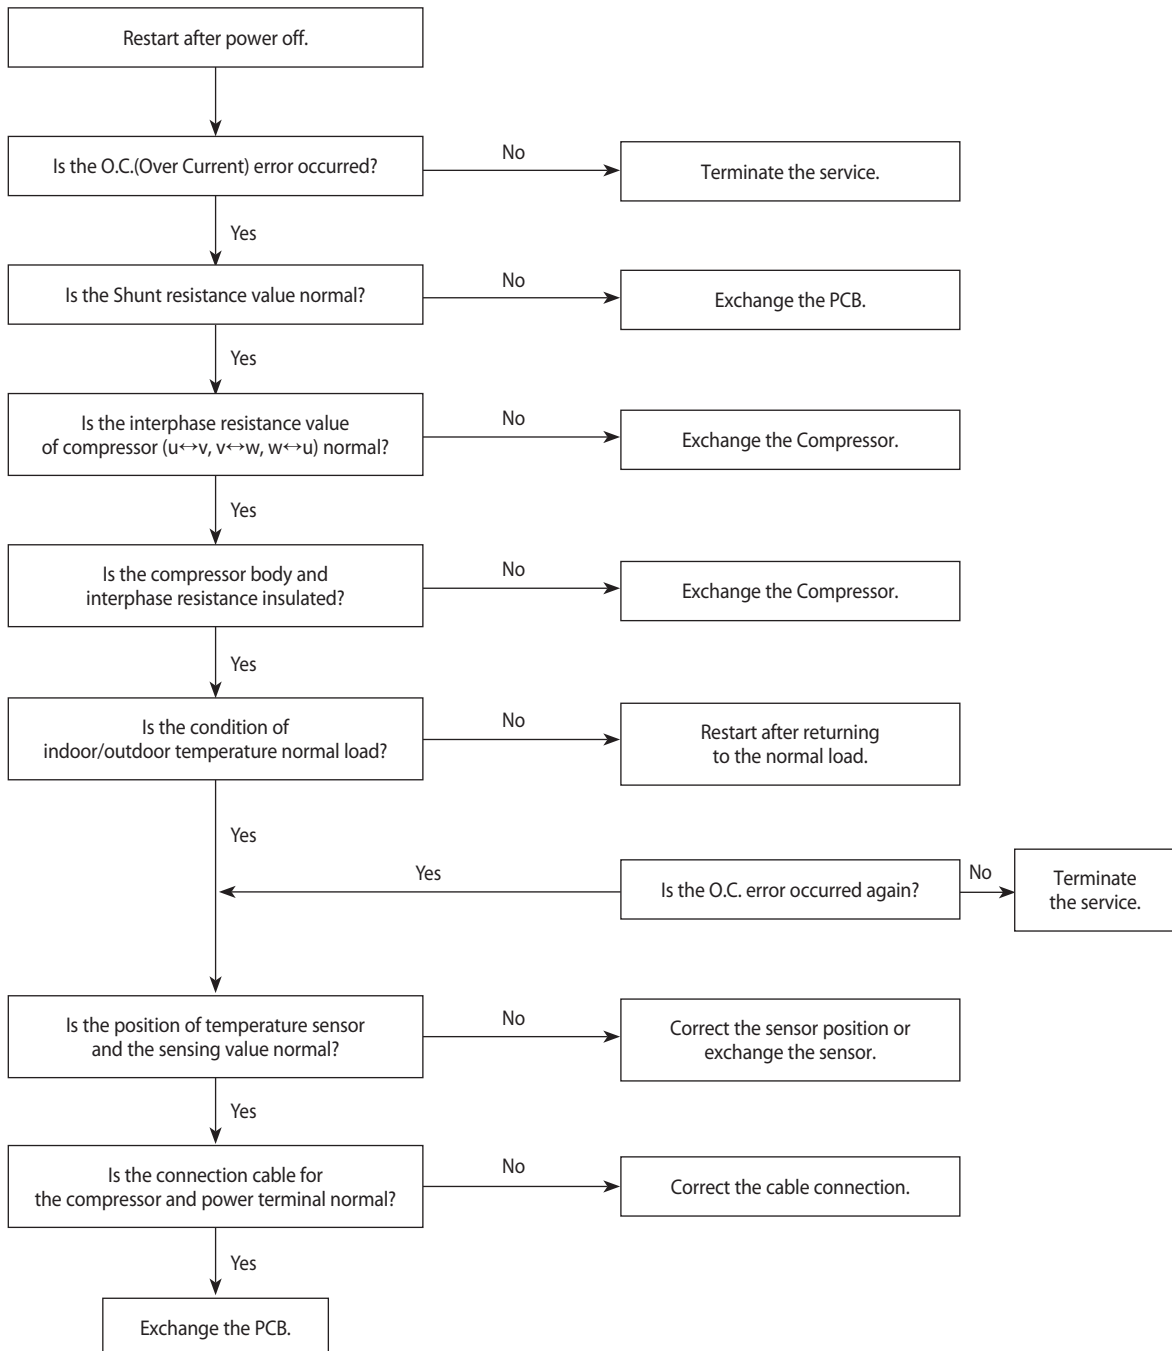 Restart after power off.
Is the O.C.(Over Current) error occurred?
No
Terminate the service.
Yes
Is the Shunt resistance value normal?
No
Exchange the PCB.
Yes
Is the interphase resistance value
of compressor (u↔v, v↔w, w↔u) normal?
No
Exchange the Compressor.
Yes
Is the compressor body and
interphase resistance insulated?
No
Exchange the Compressor.
Yes
Is the condition of
indoor/outdoor temperature normal load?
No
Restart after returning
to the normal load.
Yes
Yes
Is the O.C. error occurred again?
No
Terminate
the service.
Is the position of temperature sensor
and the sensing value normal?
No
Correct the sensor position or
exchange the sensor.
Yes
Is the connection cable for
the compressor and power terminal normal?
No
Correct the cable connection.
Yes
Exchange the PCB.